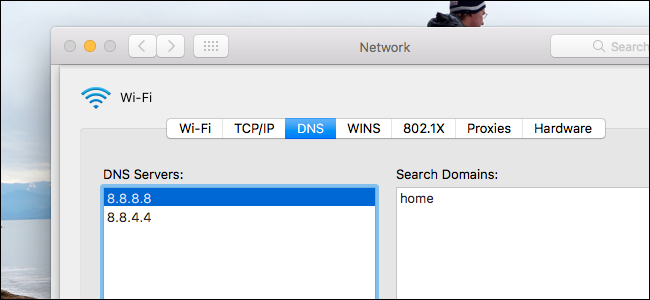 Network
Search
Wi-Fi
Wi-Fi TCP/IP DNS WINS 802.1X Proxies Hardware
DNS Servers: Search Domains:
8.8.8.8 home
8.8.4.4